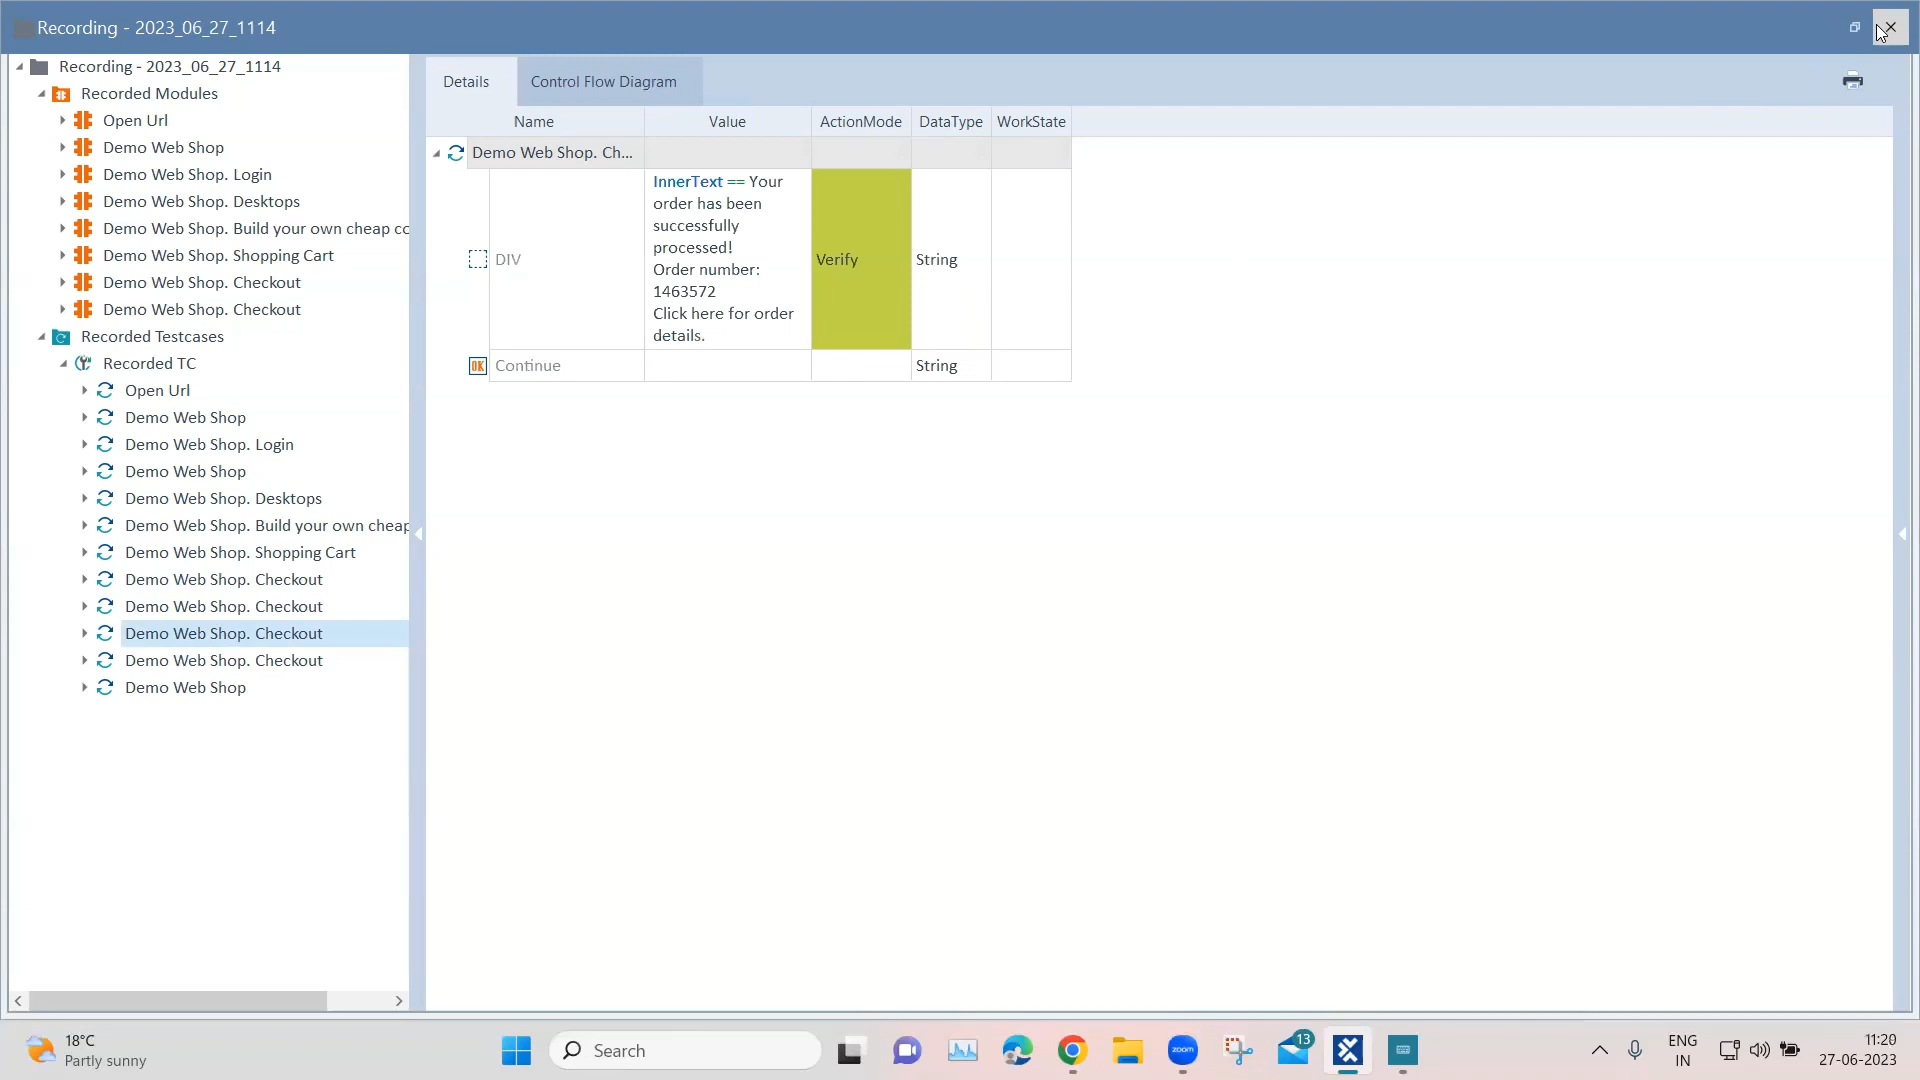 Recording - 2023_06_27_1114
Recording - 2023_06_27_1114
Recorded Modules
Open Url
Demo Web Shop
Demo Web Shop. Login
Demo Web Shop. Desktops
Demo Web Shop. Build your own cheap co
Demo Web Shop. Shopping Cart
Demo Web Shop. Checkout
Demo Web Shop. Checkout
Recorded Testcases
Recorded TC
Open Url
Demo Web Shop
Demo Web Shop. Login
Demo Web Shop
Demo Web Shop. Desktops
Demo Web Shop. Build your own cheap
Demo Web Shop. Shopping Cart
Demo Web Shop. Checkout
Demo Web Shop. Checkout
Demo Web Shop. Checkout
Demo Web Shop. Checkout
Demo Web Shop
Details Control Flow Diagram
Name Value ActionMode DataType WorkState
Demo Web Shop. Ch...
InnerText == Your
order has been
successfully
processed!
DIV Verify String
Order number:
1463572
Click here for order
details.
OK Continue String
18°C
Partly sunny
Search
zoom
13
ENG
IN
11:20
27-06-2023